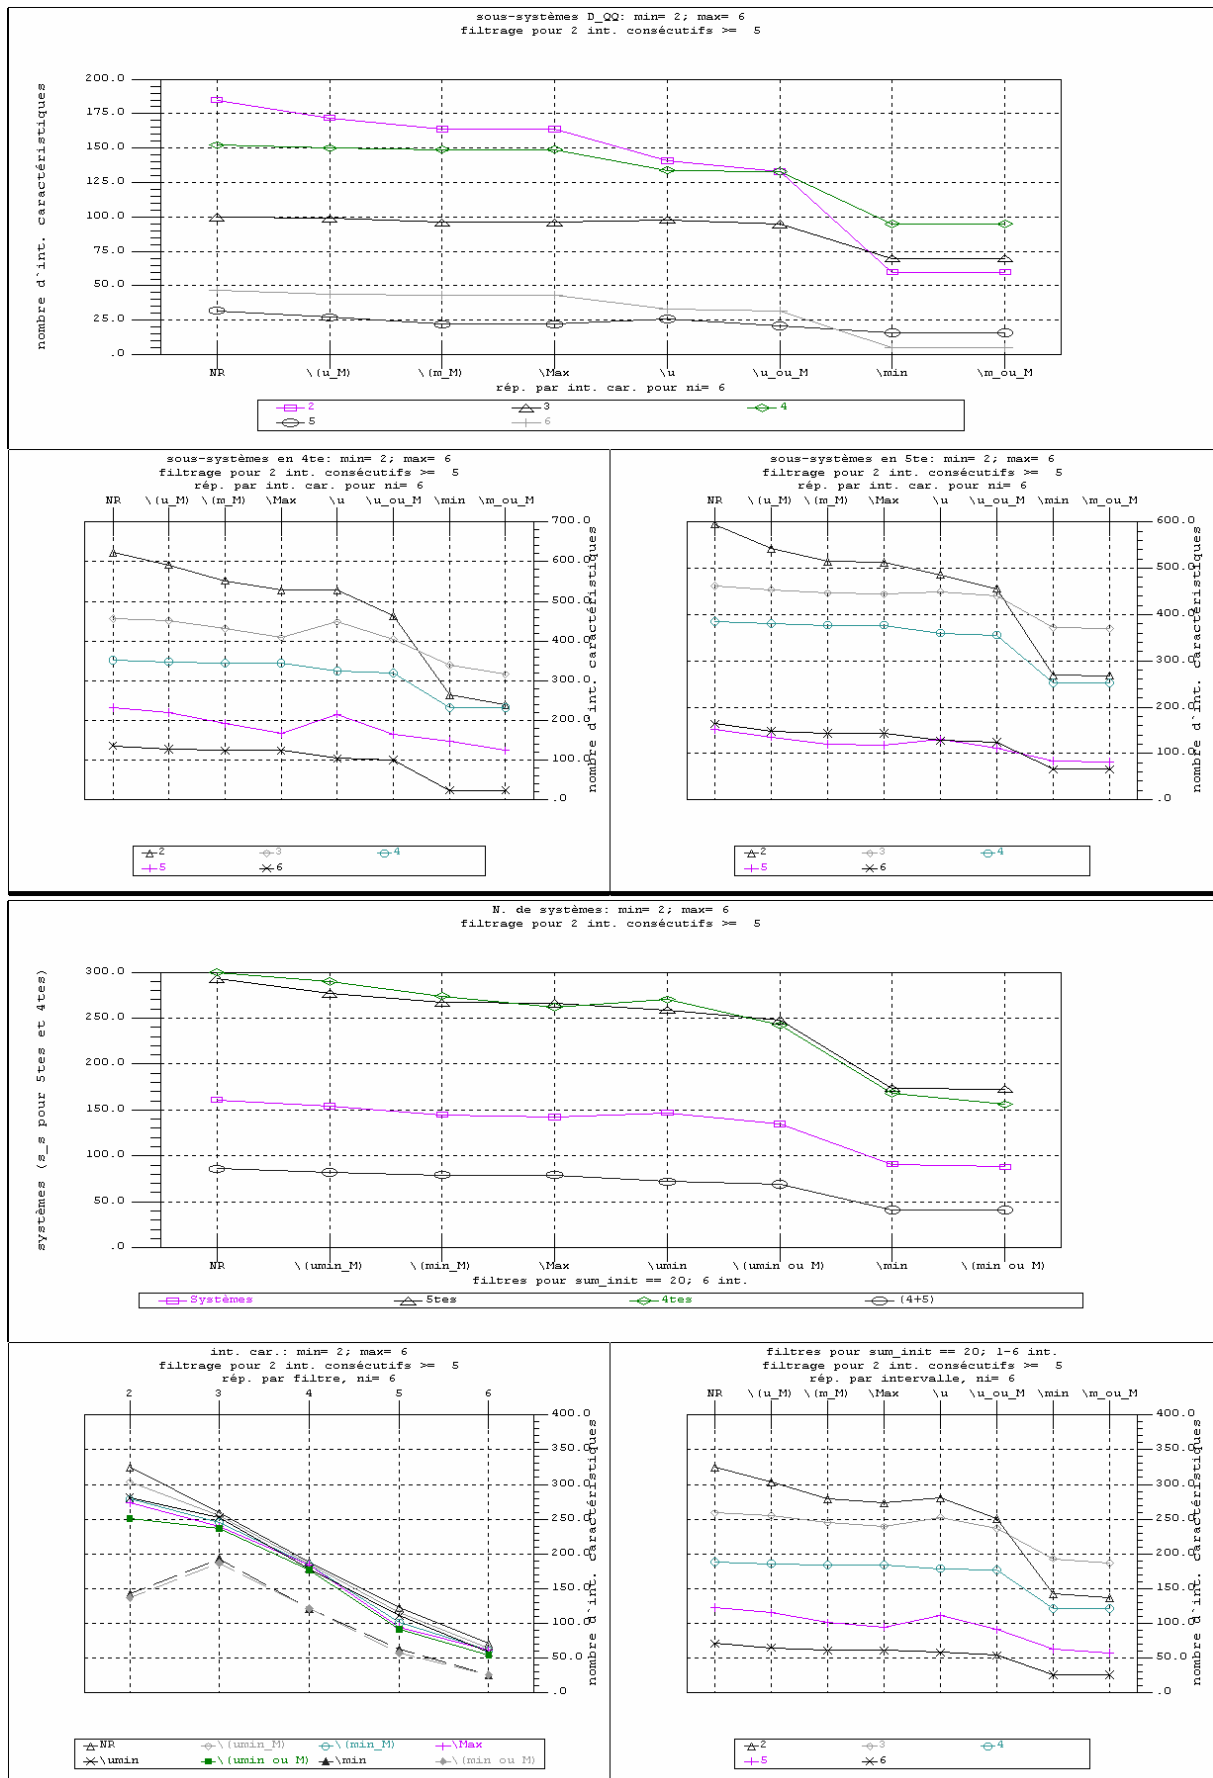 sous-systèmes D_QQ: min= 2; max= 6
filtrage pour 2 int. consécutifs >= 5
nombre d`int. caractéristiques
200.0
175.0
150.0
125.0
100.0
75.0
50.0
25.0
.0
NR \(u_M) \(m_M) \Max \u \u_ou_M \min \m_ou_M
rép. par int. car. pour ni= 6
2 3 4
5 6
sous-systèmes en 4te: min= 2; max= 6
filtrage pour 2 int. consécutifs >= 5
rép. par int. car. pour ni= 6
NR \(u_M) \(m_M) \Max \u \u_ou_M \min \m_ou_M
700.0
600.0
500.0
400.0
300.0
200.0
100.0
.0
nombre d`int. caractéristiques
2 3 4
5 6
sous-systèmes en 5te: min= 2; max= 6
filtrage pour 2 int. consécutifs >= 5
rép. par int. car. pour ni= 6
NR \(u_M) \(m_M) \Max \u \u_ou_M \min \m_ou_M
600.0
500.0
400.0
300.0
200.0
100.0
.0
nombre d`int. caractéristiques
2 3 4
5 6
N. de systèmes: min= 2; max= 6
filtrage pour 2 int. consécutifs >= 5
systèmes (s_s pour 5tes et 4tes)
300.0
250.0
200.0
150.0
100.0
50.0
.0
NR \(umin_M) \(min_M) \Max \umin \(umin ou M) \min \(min ou M)
filtres pour sum_init == 20; 6 int.
Systèmes 5tes 4tes (4+5)
int. car.: min= 2; max= 6
filtrage pour 2 int. consécutifs >= 5
rép. par filtre, ni= 6
2 3 4 5 6
400.0
350.0
300.0
250.0
200.0
150.0
100.0
50.0
.0
nombre d`int. caractéristiques
NR \(umin_M) \(min_M) \Max
\umin \(umin ou M) \min \(min ou M)
filtres pour sum_init == 20; 1-6 int.
filtrage pour 2 int. consécutifs >= 5
rép. par intervalle, ni= 6
NR \(u_M) \(m_M) \Max \u \u_ou_M \min \m_ou_M
400.0
350.0
300.0
250.0
200.0
150.0
100.0
50.0
.0
nombre d`int. caractéristiques
2 3 4
5 6